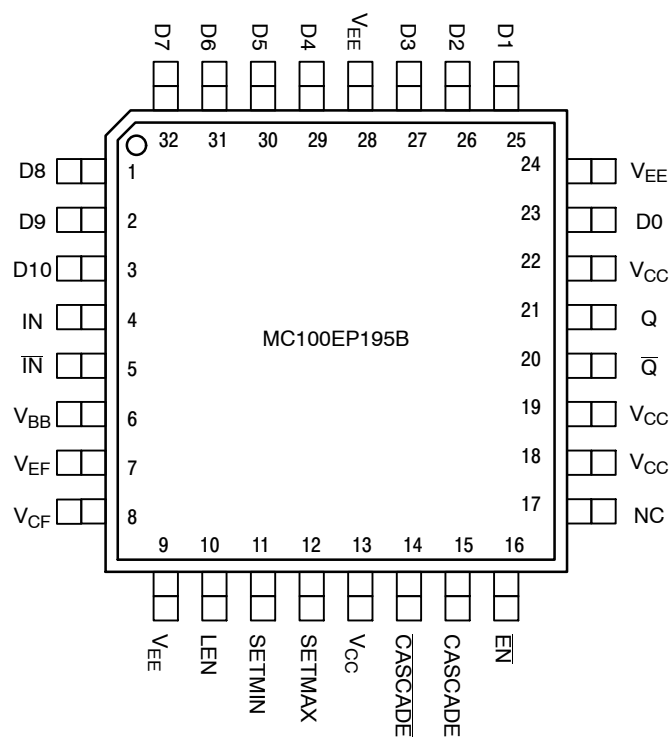 D7 D6 D5 D4 VEE D3 D2 D1
32 31 30 29 28 27 26 25
D8 1 24 VEE
D9 2 23 D0
D10 3 22 VCC
IN 4 21 Q
MC100EP195B
I̅N̅ 5 20 Q̅
VBB 6 19 VCC
VEF 7 18 VCC
VCF 8 17 NC
9 10 11 12 13 14 15 16
VEE LEN SETMIN SETMAX VCC C̅A̅S̅C̅A̅D̅E̅ CASCADE E̅N̅